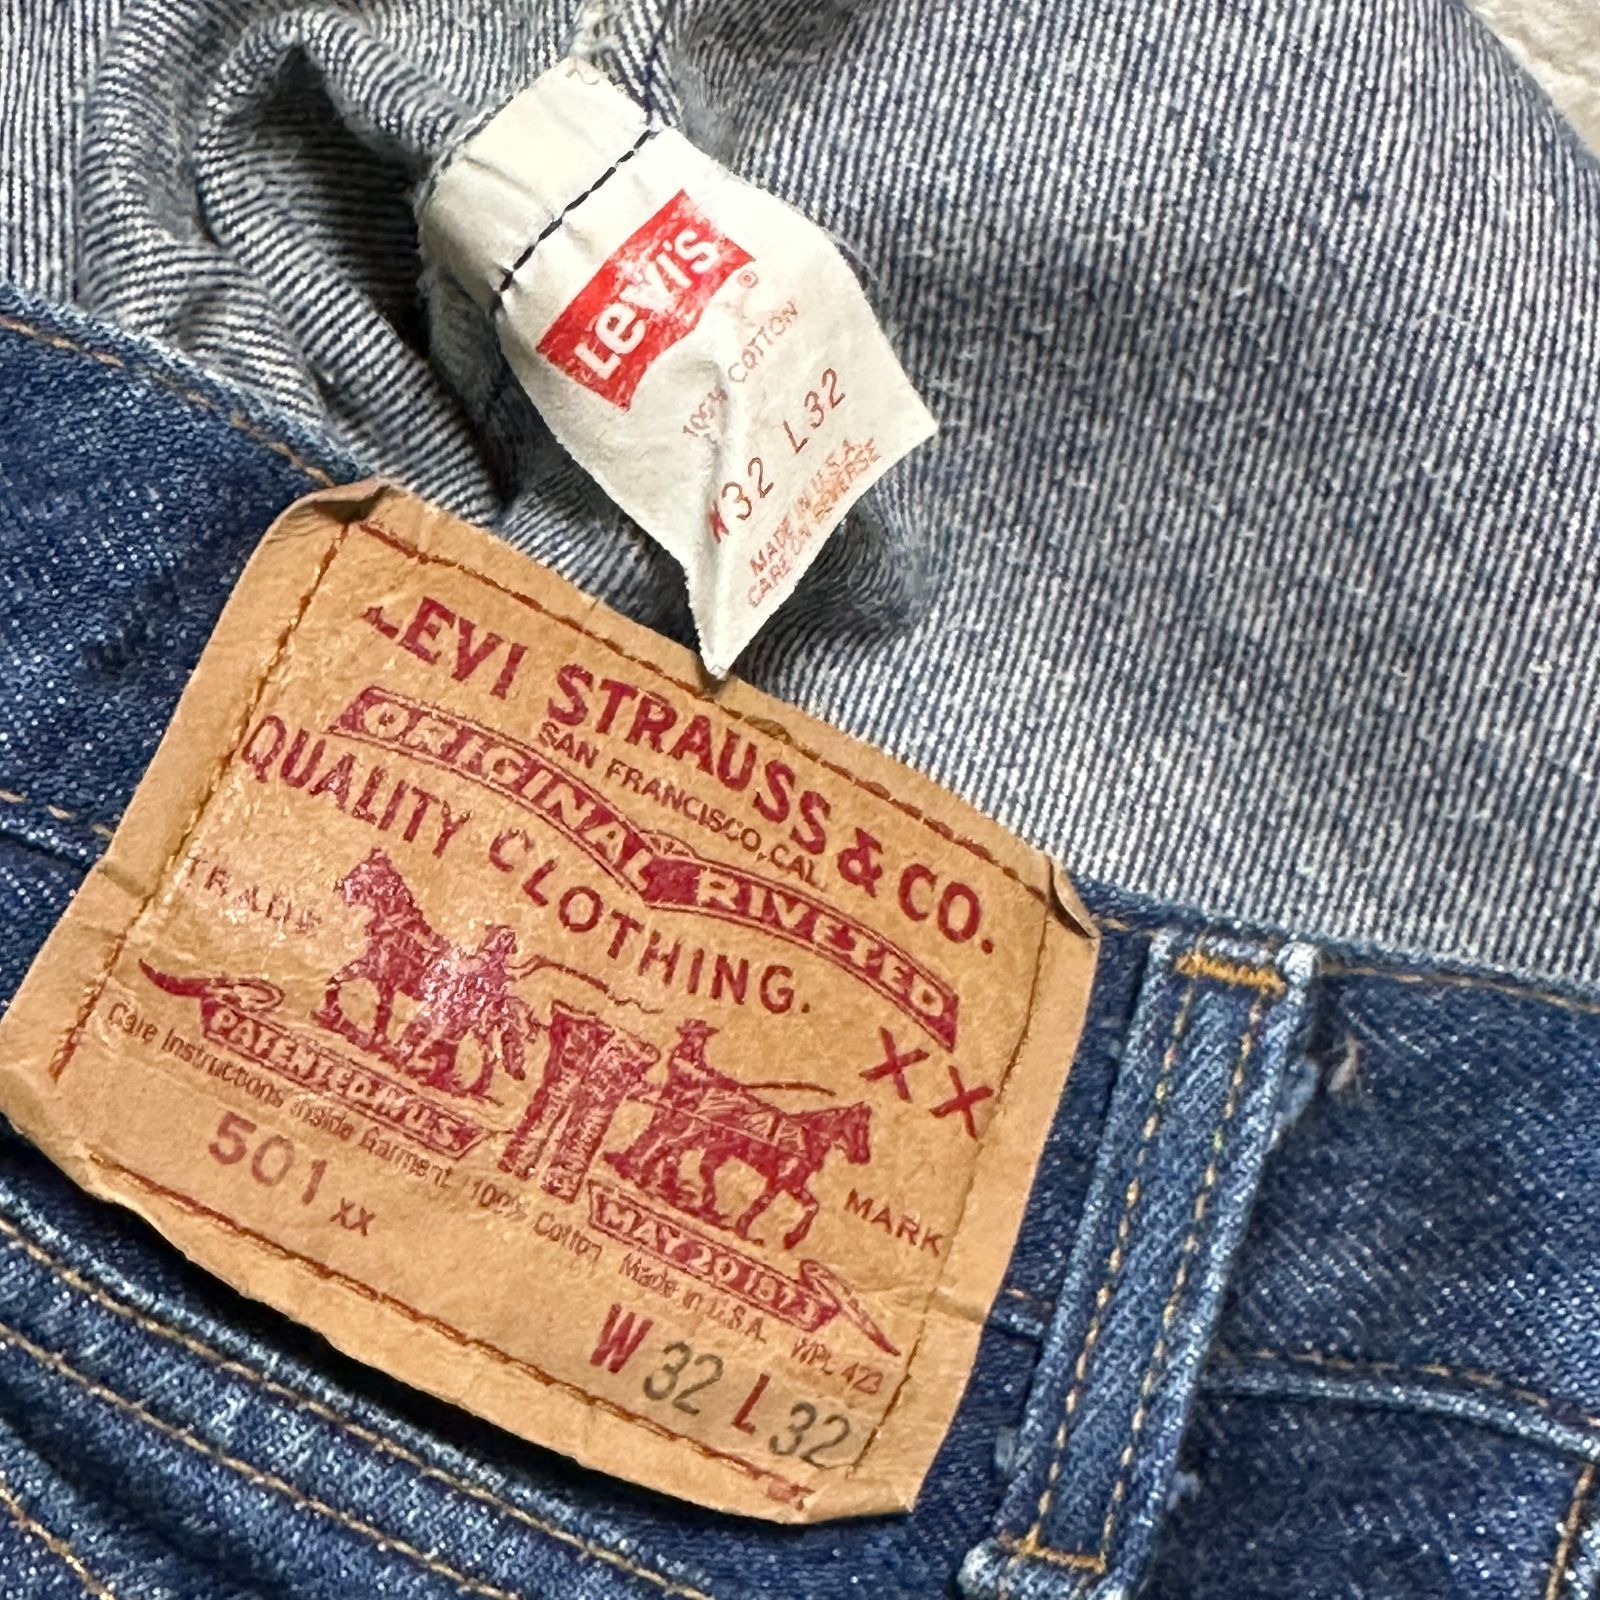 Levi's®
100% COTTON
W32 L32
MADE IN U.S.A.
CARE ON REVERSE
LEVI STRAUSS & CO.
SAN FRANCISCO, CAL.
ORIGINAL RIVETED
QUALITY CLOTHING.
TRADE
XX
MARK
PATENTED IN U.S.
MAY 20 1873
Care Instructions Inside Garment 100% Cotton Made in U.S.A. WPL 423
501 XX
W 32 L 32